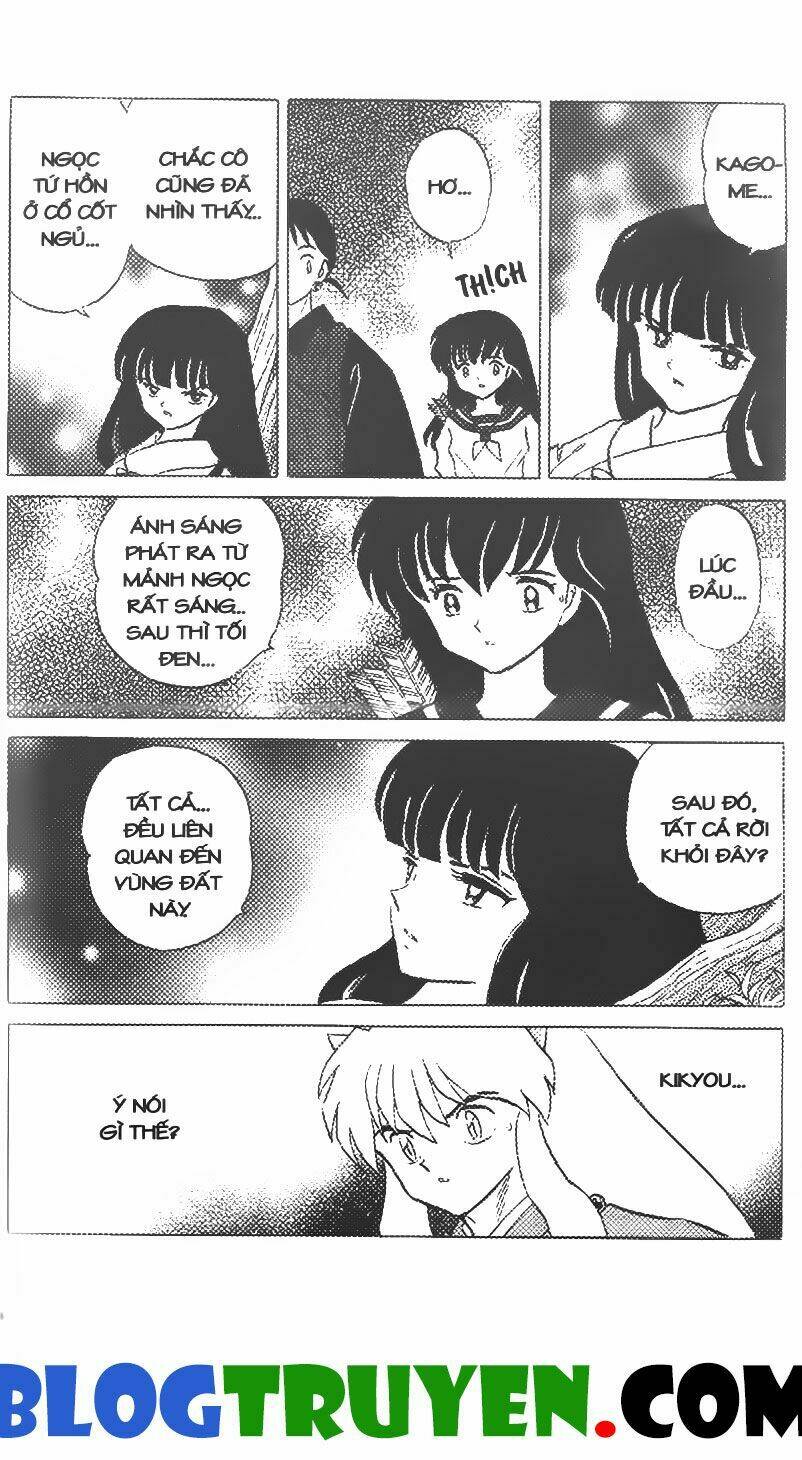 KAGO-
ME...
HƠ...
THỊCH
CHẮC CÔ
CŨNG ĐÃ
NHÌN THẤY...
NGỌC
TỨ HỒN
Ở CỔ CỐT
NGỦ...
LÚC
ĐẦU...
ÁNH SÁNG
PHÁT RA TỪ
MẢNH NGỌC
RẤT SÁNG...
SAU THÌ TỐI
ĐEN...
SAU ĐÓ,
TẤT CẢ RỜI
KHỎI ĐÂY?
TẤT CẢ...
ĐỀU LIÊN
QUAN ĐẾN
VÙNG ĐẤT
NÀY.
KIKYOU...
Ý NÓI
GÌ THẾ?
BLOGTRUYEN.COM